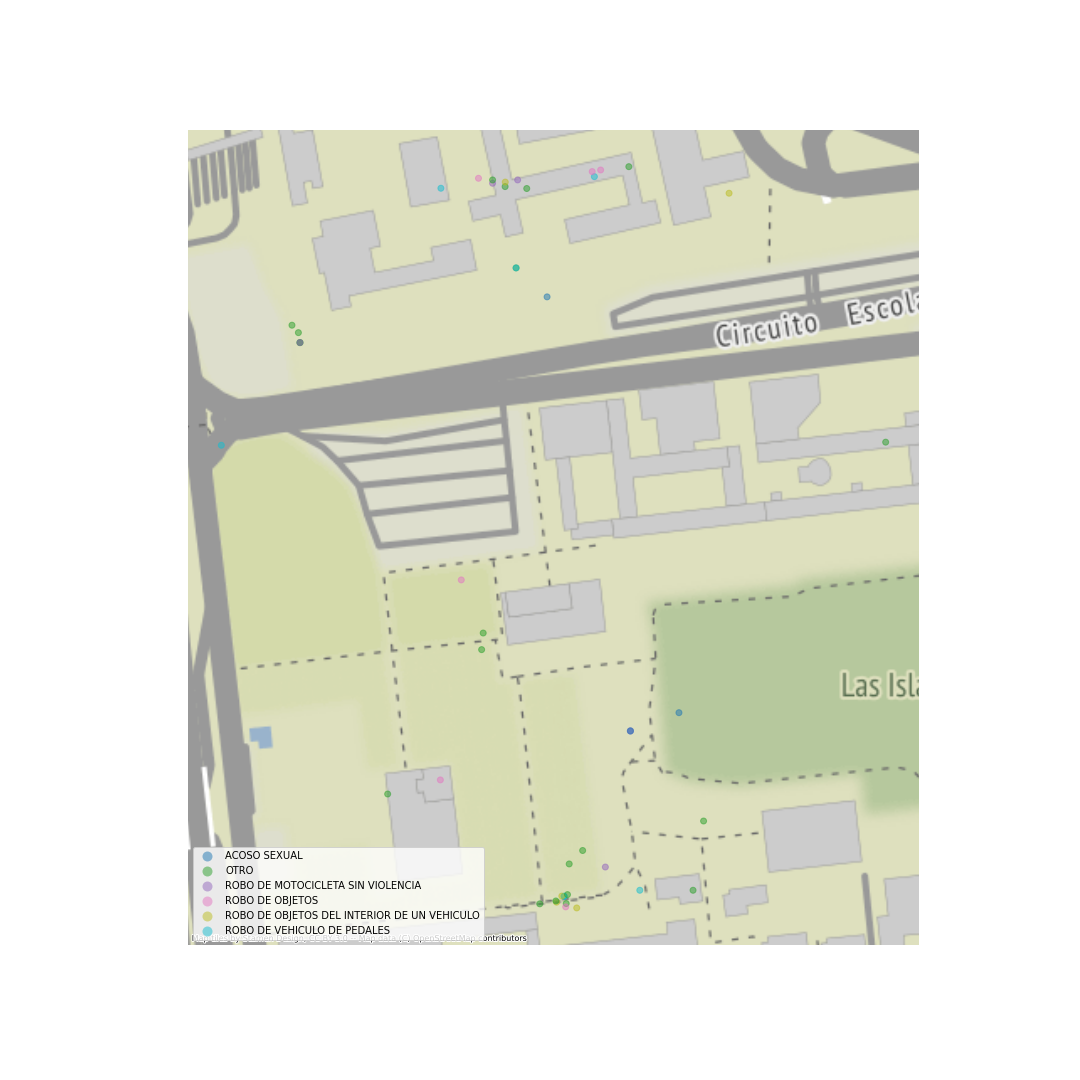 Circuito Escola
Las Isla
ACOSO SEXUAL
OTRO
ROBO DE MOTOCICLETA SIN VIOLENCIA
ROBO DE OBJETOS
ROBO DE OBJETOS DEL INTERIOR DE UN VEHICULO
ROBO DE VEHICULO DE PEDALES
(C) OpenStreetMap contributors